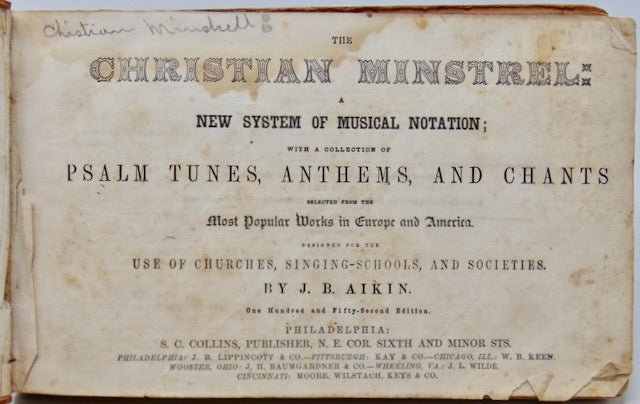 Chistian Minstrell:
THE
CHRISTIAN MINSTREL:
A
NEW SYSTEM OF MUSICAL NOTATION;
WITH A COLLECTION OF
PSALM TUNES, ANTHEMS, AND CHANTS
SELECTED FROM THE
Most Popular Works in Europe and America.
DESIGNED FOR THE
USE OF CHURCHES, SINGING-SCHOOLS, AND SOCIETIES.
BY J. B. AIKIN.
One Hundred and Fifty-Second Edition.
PHILADELPHIA:
S. C. COLLINS, PUBLISHER, N. E. COR. SIXTH AND MINOR STS.
PHILADELPHIA: J. B. LIPPINCOTT & CO.—PITTSBURGH: KAY & CO.—CHICAGO, ILL.: W. B. KEEN.
WOOSTER, OHIO: J. H. BAUMGARDNER & CO.—WHEELING, VA.: J. L. WILDE.
CINCINNATI: MOORE, WILSTACH, KEYS & CO.